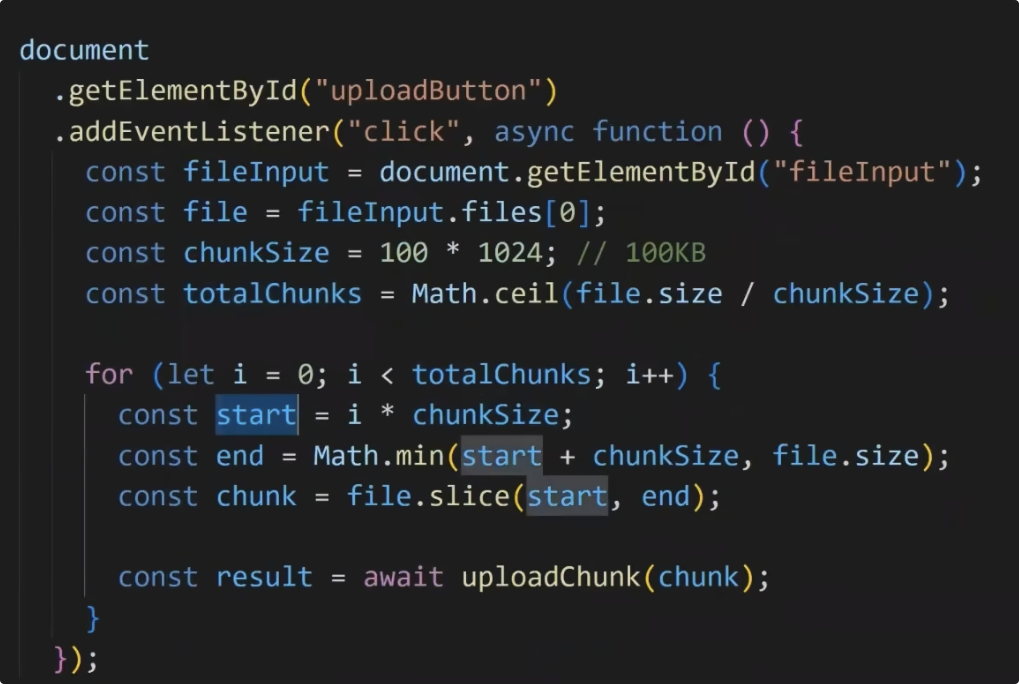 document
.getElementById("uploadButton")
.addEventListener("click", async function () {
const fileInput = document.getElementById("fileInput");
const file = fileInput.files[0];
const chunkSize = 100 * 1024; // 100KB
const totalChunks = Math.ceil(file.size / chunkSize);
for (let i = 0; i < totalChunks; i++) {
const start = i * chunkSize;
const end = Math.min(start + chunkSize, file.size);
const chunk = file.slice(start, end);
const result = await uploadChunk(chunk);
}
});